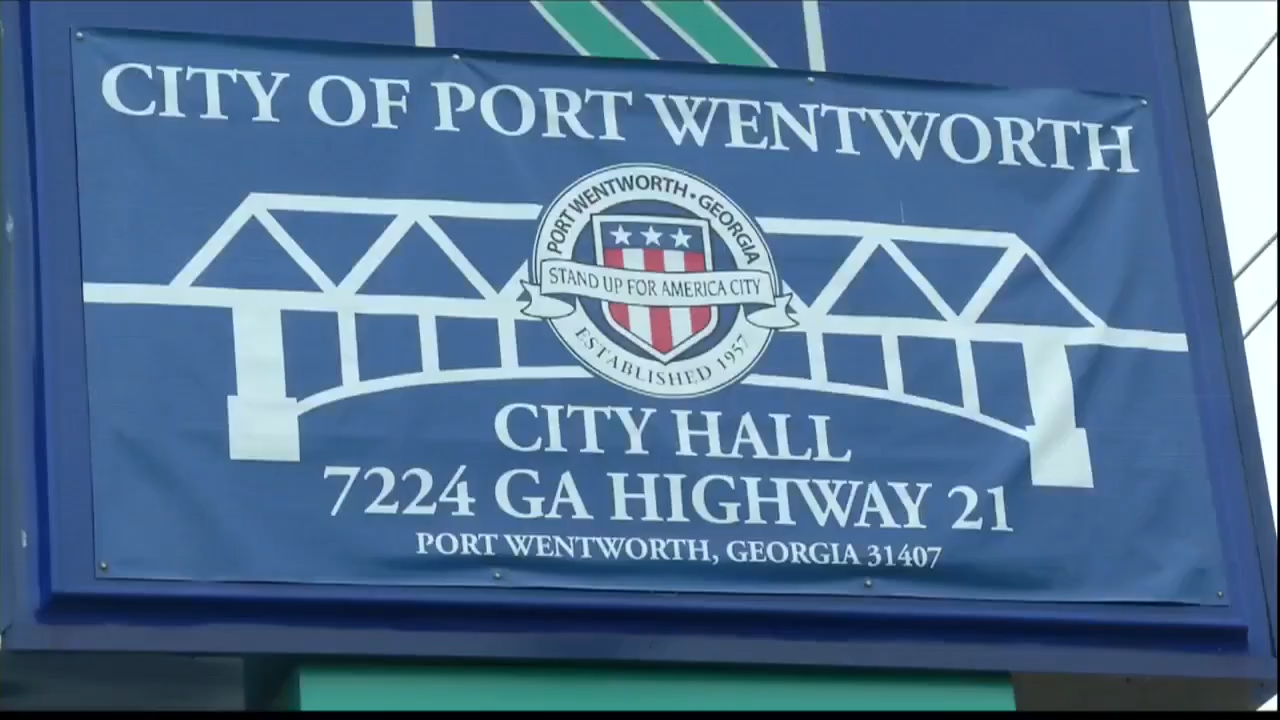 CITY OF PORT WENTWORTH
PORT WENTWORTH • GEORGIA
STAND UP FOR AMERICA CITY
ESTABLISHED 1957
CITY HALL
7224 GA HIGHWAY 21
PORT WENTWORTH, GEORGIA 31407